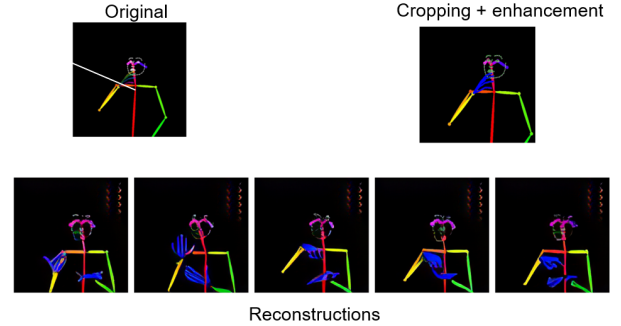 Original
Cropping + enhancement
Reconstructions